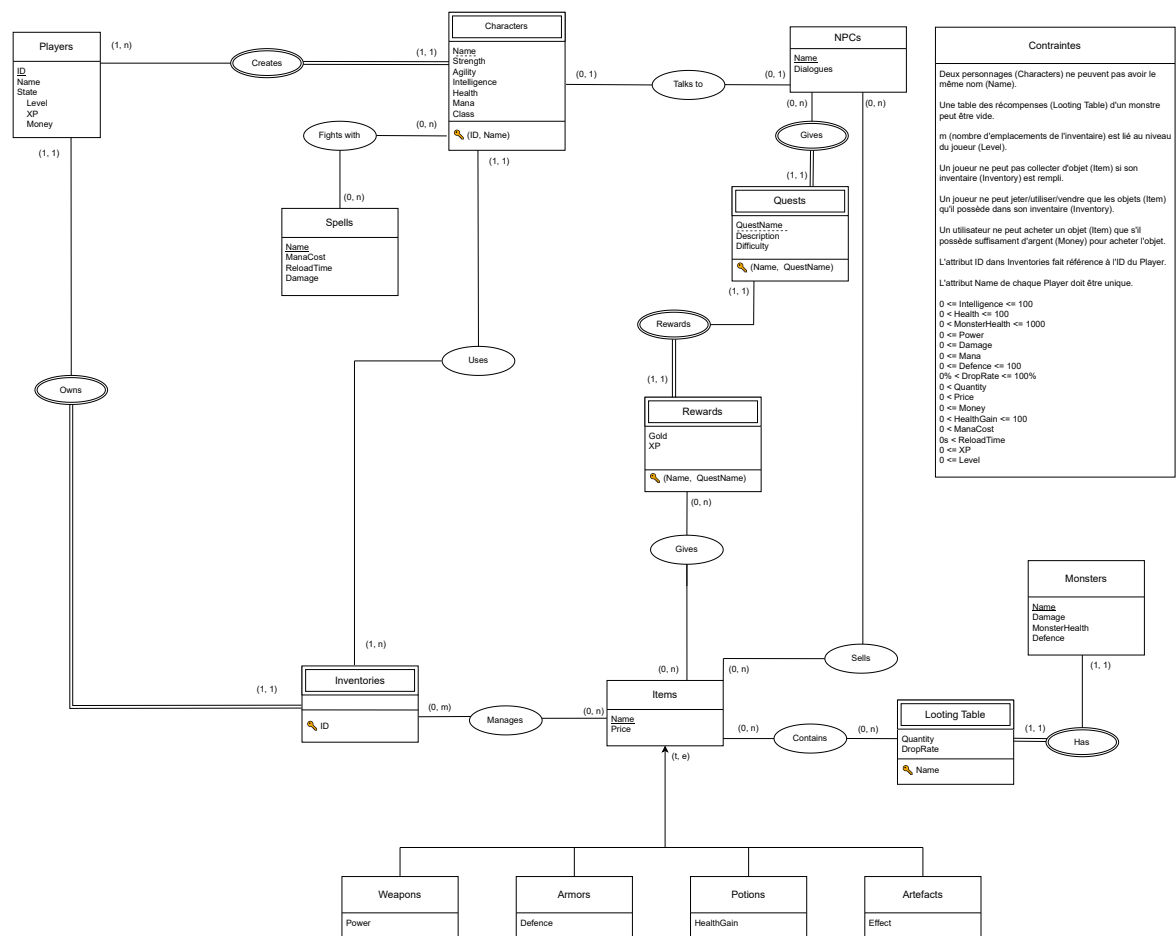 Players
ID
Name
State
Level
XP
Money
(1, n)
Creates
(1, 1)
Characters
Name
Strength
Agility
Intelligence
Health
Mana
Class
(ID, Name)
(0, 1)
Talks to
(0, 1)
NPCs
Name
Dialogues
(0, n)
(0, n)
Gives
(1, 1)
Quests
QuestName
Description
Difficulty
(Name, QuestName)
(1, 1)
Fights with
(0, n)
(0, n)
Spells
Name
ManaCost
ReloadTime
Damage
(1, 1)
(1, 1)
Uses
Owns
Rewards
(1, 1)
Rewards
Gold
XP
(Name, QuestName)
(0, n)
Gives
(0, n)
Contraintes
Deux personnages (Characters) ne peuvent pas avoir le
même nom (Name).
Une table des récompenses (Looting Table) d'un monstre
peut être vide.
m (nombre d'emplacements de l'inventaire) est lié au niveau
du joueur (Level).
Un joueur ne peut pas collecter d'objet (Item) si son
inventaire (Inventory) est rempli.
Un joueur ne peut jeter/utiliser/vendre que les objets (Item)
qu'il possède dans son inventaire (Inventory).
Un utilisateur ne peut acheter un objet (Item) que s'il
possède suffisament d'argent (Money) pour acheter l'objet.
L'attribut ID dans Inventories fait référence à l'ID du Player.
L'attribut Name de chaque Player doit être unique.
0 <= Intelligence <= 100
0 < Health <= 100
0 < MonsterHealth <= 1000
0 <= Power
0 <= Damage
0 <= Mana
0 <= Defence <= 100
0% < DropRate <= 100%
0 < Quantity
0 < Price
0 <= Money
0 < HealthGain <= 100
0 < ManaCost
0s < ReloadTime
0 <= XP
0 <= Level
(1, n)
(1, 1)
Inventories
ID
(0, m)
Manages
(0, n)
Items
Name
Price
(0, n)
Sells
(0, n)
Contains
(0, n)
Looting Table
Quantity
DropRate
Name
(1, 1)
Has
(1, 1)
Monsters
Name
Damage
MonsterHealth
Defence
(t, e)
Weapons
Power
Armors
Defence
Potions
HealthGain
Artefacts
Effect